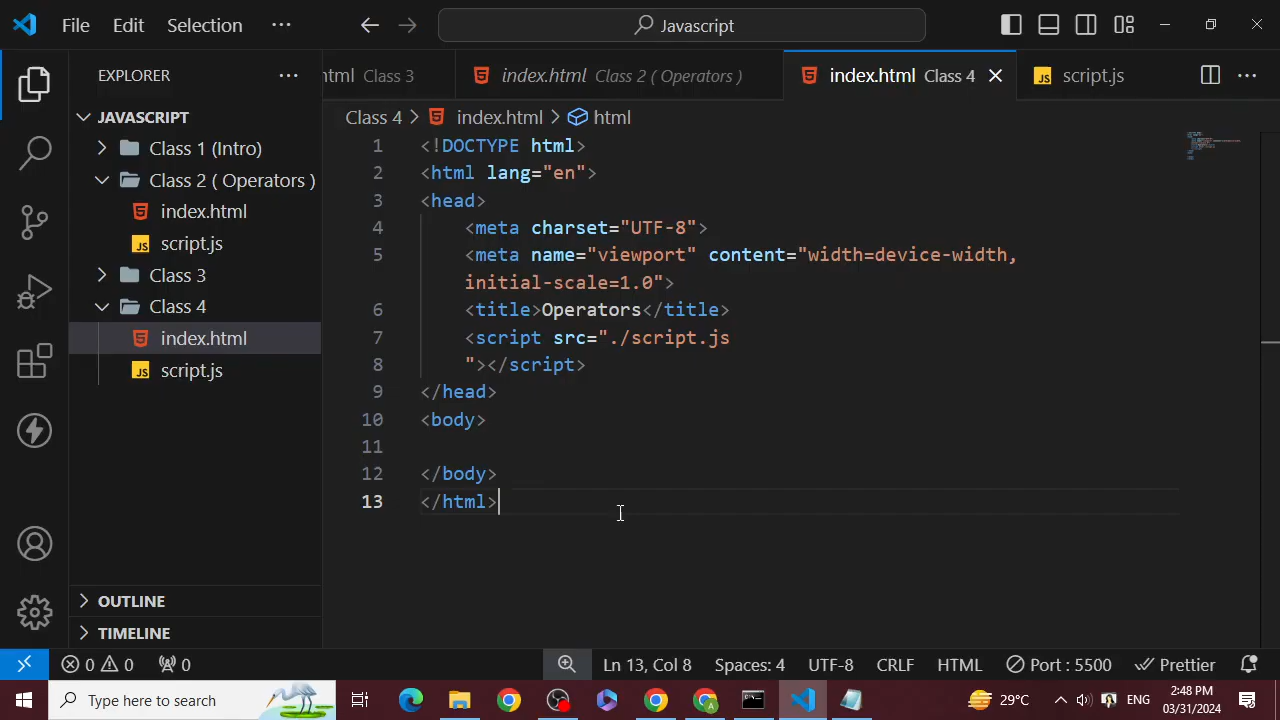 File Edit Selection ···
Javascript
EXPLORER
JAVASCRIPT
Class 1 (Intro)
Class 2 ( Operators )
index.html
script.js
Class 3
Class 4
index.html
script.js
OUTLINE
TIMELINE
html Class 3
index.html Class 2 ( Operators )
index.html Class 4
JS script.js
Class 4 > index.html > html
1 <!DOCTYPE html>
2 <html lang="en">
3 <head>
4 <meta charset="UTF-8">
5 <meta name="viewport" content="width=device-width,
initial-scale=1.0">
6 <title>Operators</title>
7 <script src="./script.js
8 "></script>
9 </head>
10 <body>
11
12 </body>
13 </html>
0 0 0 Ln 13, Col 8 Spaces: 4 UTF-8 CRLF HTML Port : 5500 Prettier
Type here to search
29°C ENG 2:48 PM
03/31/2024